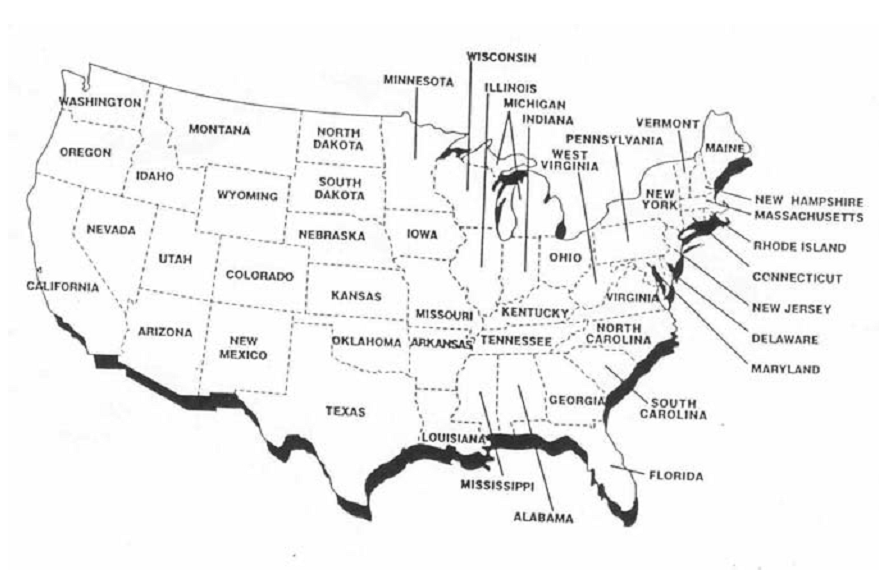 WISCONSIN
MINNESOTA
ILLINOIS
MICHIGAN
INDIANA
WASHINGTON
MONTANA
NORTH
DAKOTA
VERMONT
PENNSYLVANIA
MAINE
OREGON
IDAHO
WEST
VIRGINIA
WYOMING
SOUTH
DAKOTA
NEW
YORK
NEW HAMPSHIRE
MASSACHUSETTS
NEVADA
NEBRASKA
IOWA
RHODE ISLAND
UTAH
COLORADO
OHIO
CONNECTICUT
CALIFORNIA
KANSAS
MISSOURI
KENTUCKY
VIRGINIA
NEW JERSEY
ARIZONA
NEW
MEXICO
OKLAHOMA
ARKANSAS
TENNESSEE
NORTH
CAROLINA
DELAWARE
MARYLAND
TEXAS
GEORGIA
SOUTH
CAROLINA
LOUISIANA
FLORIDA
MISSISSIPPI
ALABAMA